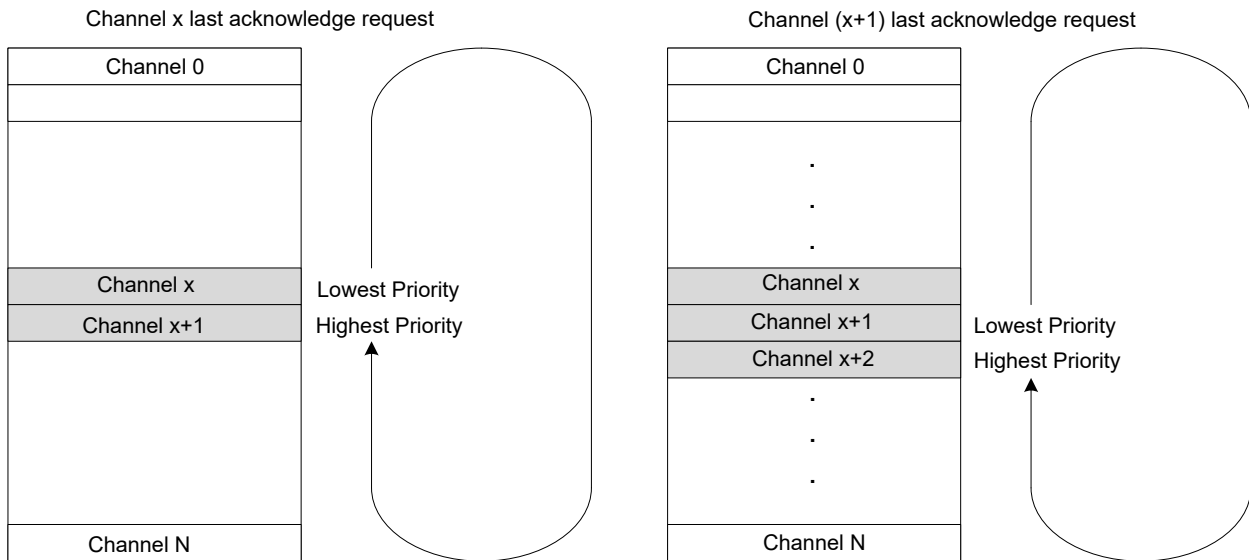 Channel x last acknowledge request
Channel 0
.
.
.
Channel x
Lowest Priority
Channel x+1
Highest Priority
Channel N
Channel (x+1) last acknowledge request
Channel 0
.
.
.
Channel x
Channel x+1
Lowest Priority
Channel x+2
Highest Priority
.
.
.
Channel N